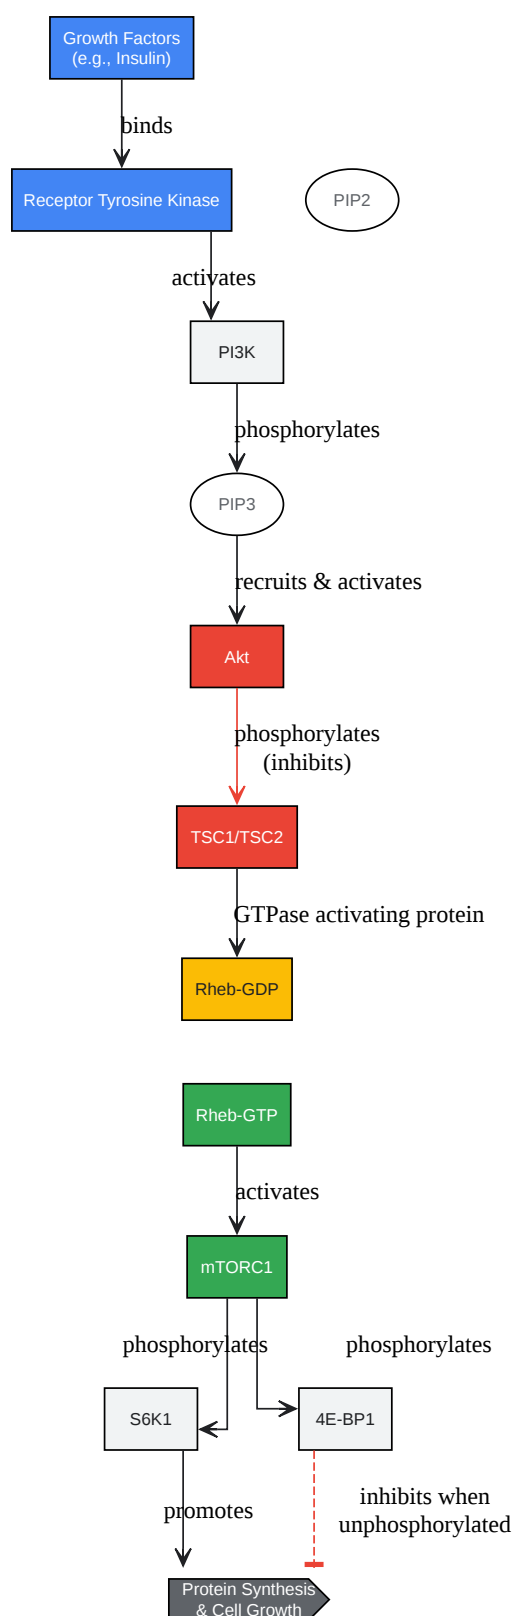 Growth Factors
(e.g., Insulin)
binds
Receptor Tyrosine Kinase
PIP2
activates
PI3K
phosphorylates
PIP3
recruits & activates
Akt
phosphorylates
(inhibits)
TSC1/TSC2
GTPase activating protein
Rheb-GDP
Rheb-GTP
activates
mTORC1
phosphorylates
phosphorylates
S6K1
4E-BP1
promotes
inhibits when
unphosphorylated
Protein Synthesis
& Cell Growth